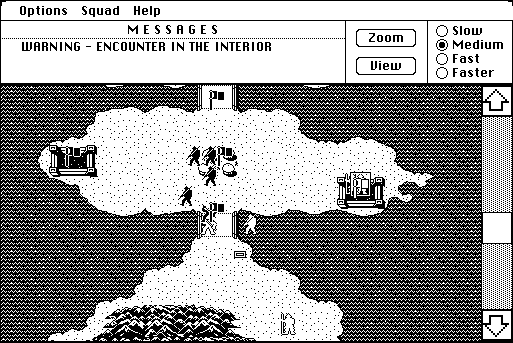 Options Squad Help
MESSAGES
WARNING - ENCOUNTER IN THE INTERIOR
Zoom
View
Slow
Medium
Fast
Faster